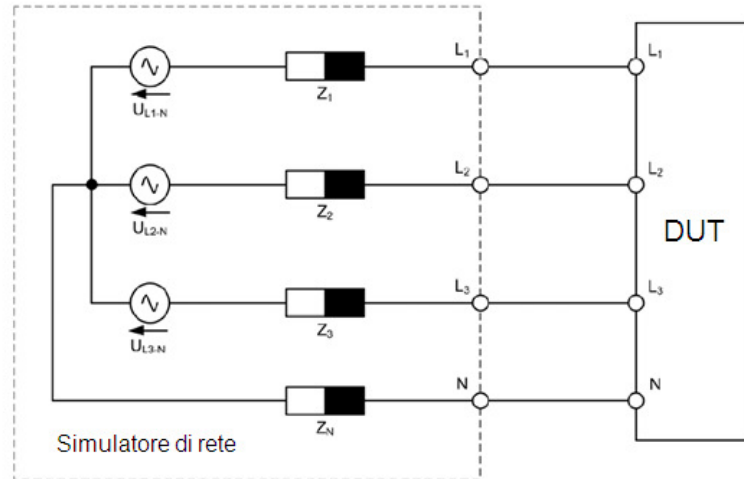 L1 L1
UL1-N
Z1
L2 L2
UL2-N
Z2
DUT
L3 L3
UL3-N
Z3
N N
ZN
Simulatore di rete